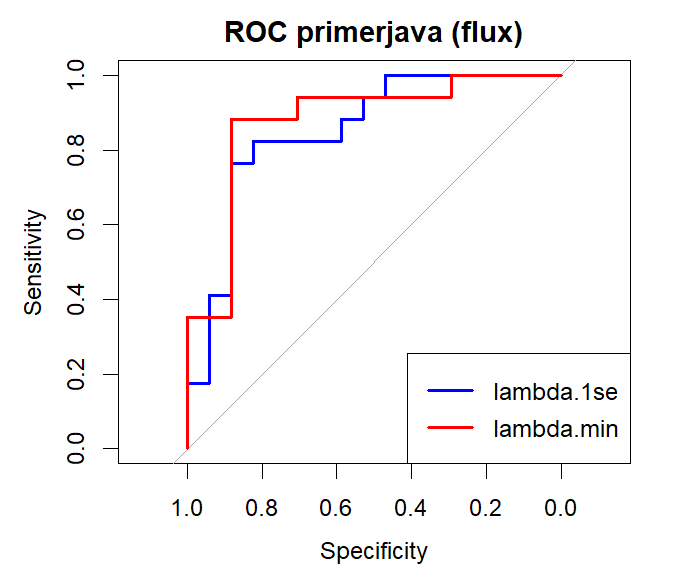 ROC primerjava (flux)
Sensitivity
1.0
0.8
0.6
0.4
0.2
0.0
lambda.1se
lambda.min
1.0 0.8 0.6 0.4 0.2 0.0
Specificity